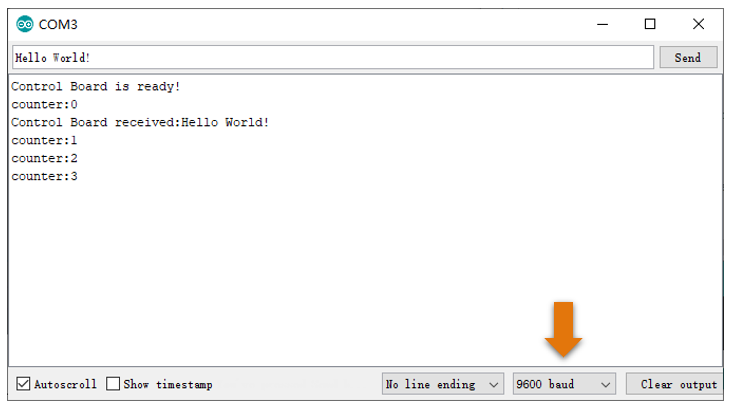 COM3
Hello World!
Send
Control Board is ready!
counter:0
Control Board received:Hello World!
counter:1
counter:2
counter:3
Autoscroll Show timestamp No line ending 9600 baud Clear output